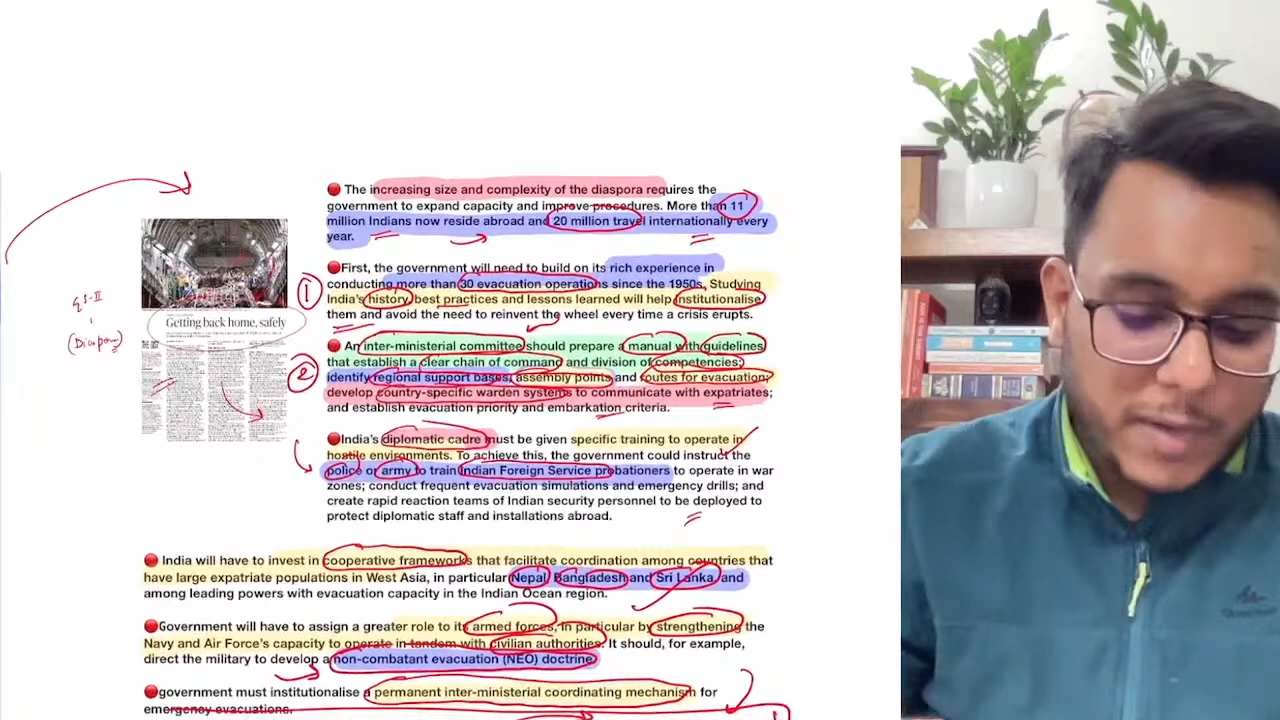 The increasing size and complexity of the diaspora requires the
government to expand capacity and improve procedures. More than 11
million Indians now reside abroad and 20 million travel internationally every
year.
First, the government will need to build on its rich experience in
conducting more than 30 evacuation operations since the 1950s. Studying
India's history, best practices and lessons learned will help institutionalise
them and avoid the need to reinvent the wheel every time a crisis erupts.
1
An inter-ministerial committee should prepare a manual with guidelines
that establish a clear chain of command and division of competencies;
identify regional support bases, assembly points and routes for evacuation;
develop country-specific warden systems to communicate with expatriates;
and establish evacuation priority and embarkation criteria.
2
GS-II
(Diaspora)
Getting back home, safely
India's diplomatic cadre must be given specific training to operate in
hostile environments. To achieve this, the government could instruct the
police or army to train Indian Foreign Service probationers to operate in war
zones; conduct frequent evacuation simulations and emergency drills; and
create rapid reaction teams of Indian security personnel to be deployed to
protect diplomatic staff and installations abroad.
India will have to invest in cooperative frameworks that facilitate coordination among countries that
have large expatriate populations in West Asia, in particular Nepal, Bangladesh and Sri Lanka, and
among leading powers with evacuation capacity in the Indian Ocean region.
Government will have to assign a greater role to its armed forces, in particular by strengthening the
Navy and Air Force's capacity to operate in tandem with civilian authorities. It should, for example,
direct the military to develop a non-combatant evacuation (NEO) doctrine.
government must institutionalise a permanent inter-ministerial coordinating mechanism for
emergency evacuations.